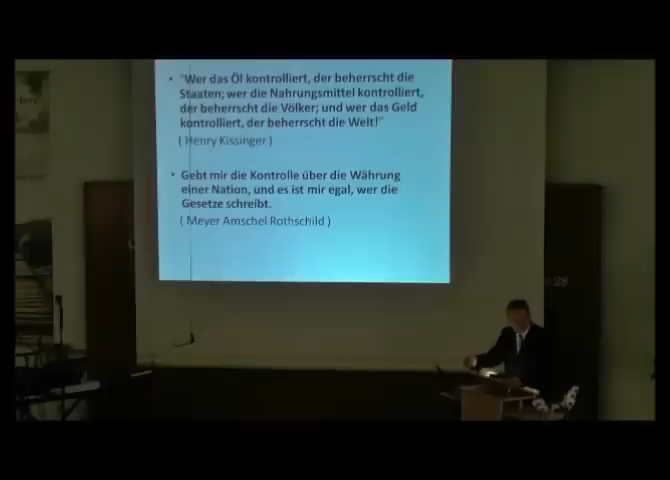 • "Wer das Öl kontrolliert, der beherrscht die
Staaten; wer die Nahrungsmittel kontrolliert,
der beherrscht die Völker; und wer das Geld
kontrolliert, der beherrscht die Welt!"
( Henry Kissinger )
• Gebt mir die Kontrolle über die Währung
einer Nation, und es ist mir egal, wer die
Gesetze schreibt.
( Meyer Amschel Rothschild )